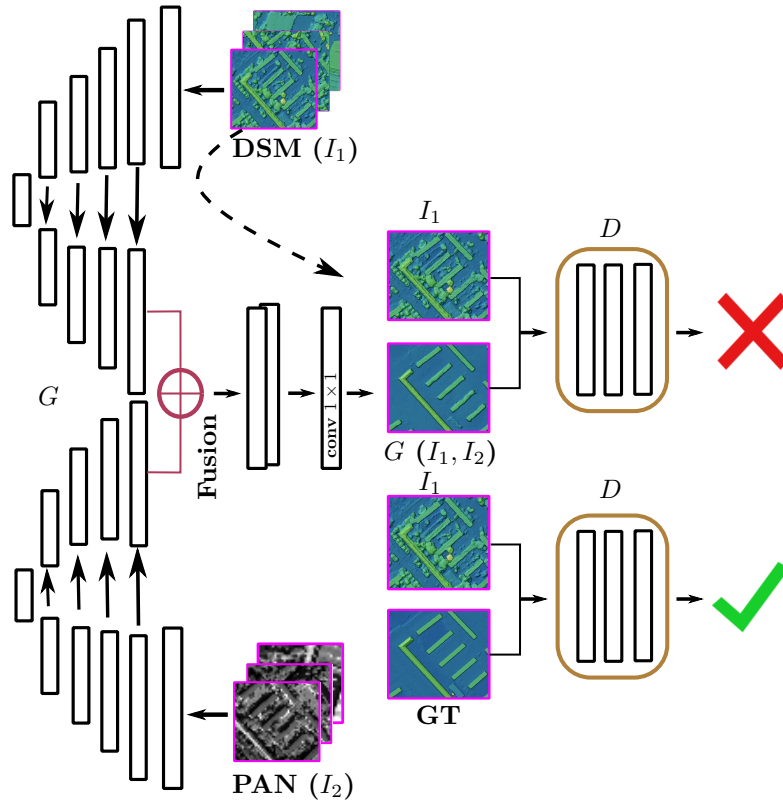 DSM (I₁)
I₁
D
G
Fusion
conv 1 × 1
G (I₁, I₂)
I₁
D
GT
PAN (I₂)